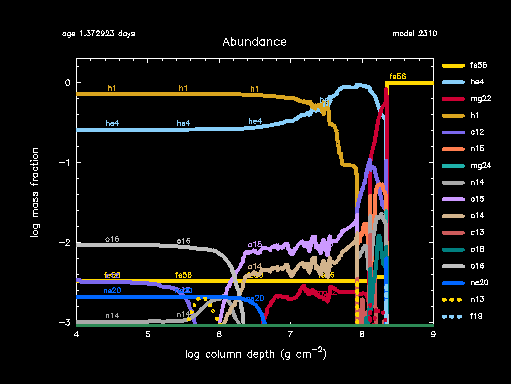 age 1.372923 days
model 2310
Abundance
fe56
he4
mg22
h1
c12
n15
mg24
n14
o15
o14
c13
o18
o16
ne20
n13
f19
fe56
h1 h1 h1
he4 he4 he4
o16 o16 o15
o14
fe56 fe56
ne20 ne20
n14 n14
0
−1
−2
−3
4 5 6 7 8 9
log mass fraction
log column depth (g cm−2)